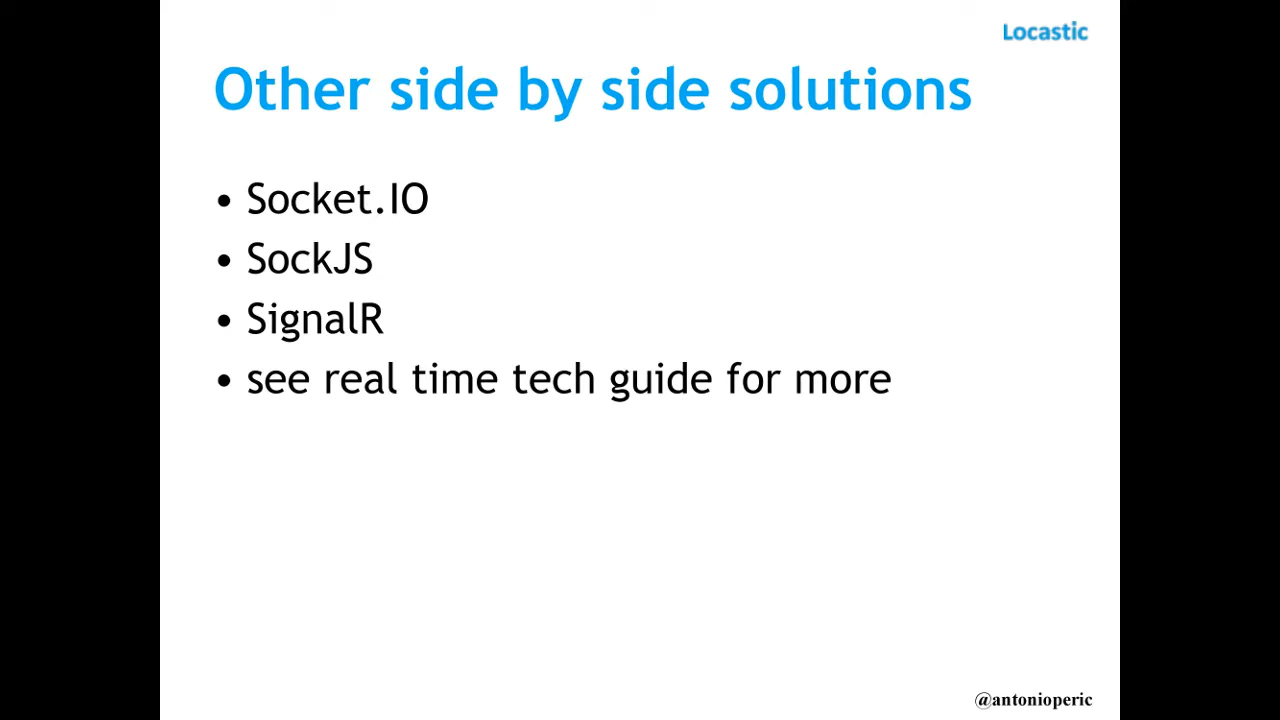 Locastic
Other side by side solutions
• Socket.IO
• SockJS
• SignalR
• see real time tech guide for more
@antonioperic